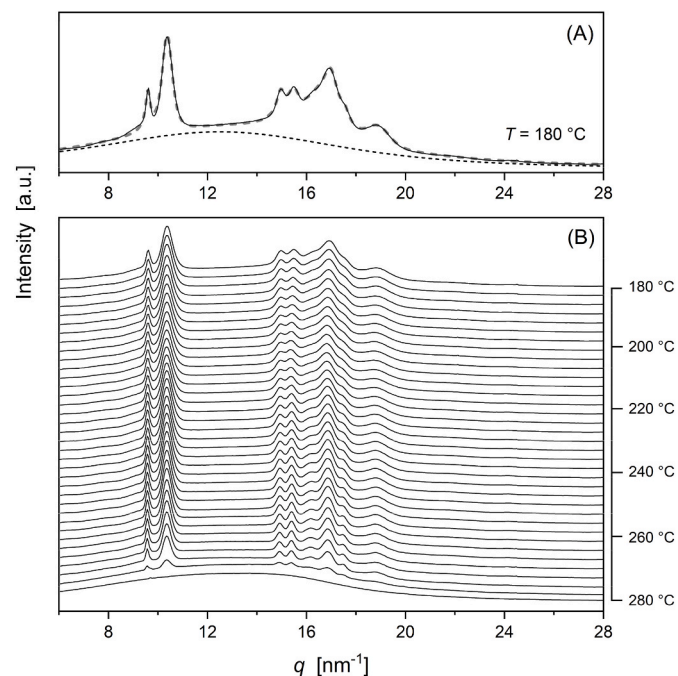 (A)
T = 180 °C
8 12 16 20 24 28
Intensity [a.u.]
(B)
180 °C
200 °C
220 °C
240 °C
260 °C
280 °C
8 12 16 20 24 28
q [nm⁻¹]